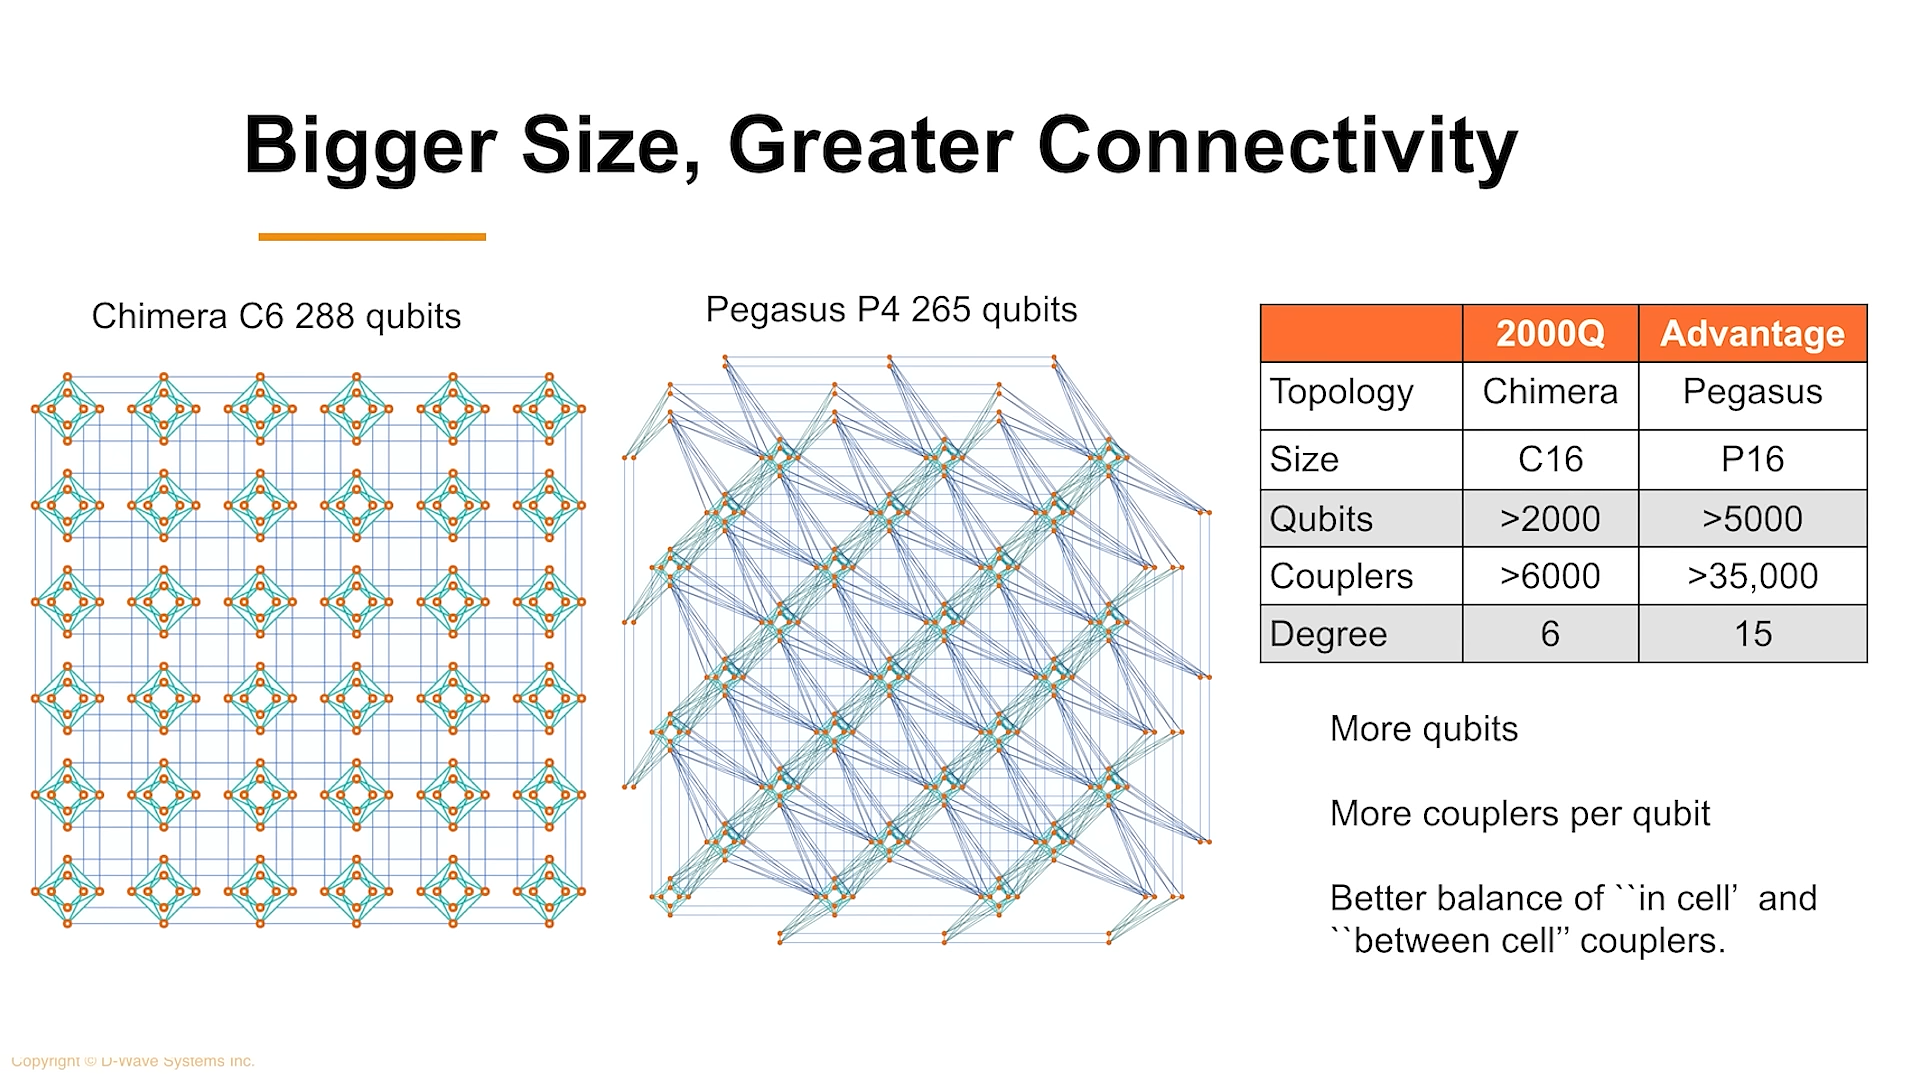 Bigger Size, Greater Connectivity
Chimera C6 288 qubits
Pegasus P4 265 qubits
2000Q Advantage
Topology Chimera Pegasus
Size C16 P16
Qubits >2000 >5000
Couplers >6000 >35,000
Degree 6 15
More qubits
More couplers per qubit
Better balance of ``in cell’ and
``between cell’’ couplers.
Copyright © D-Wave Systems Inc.